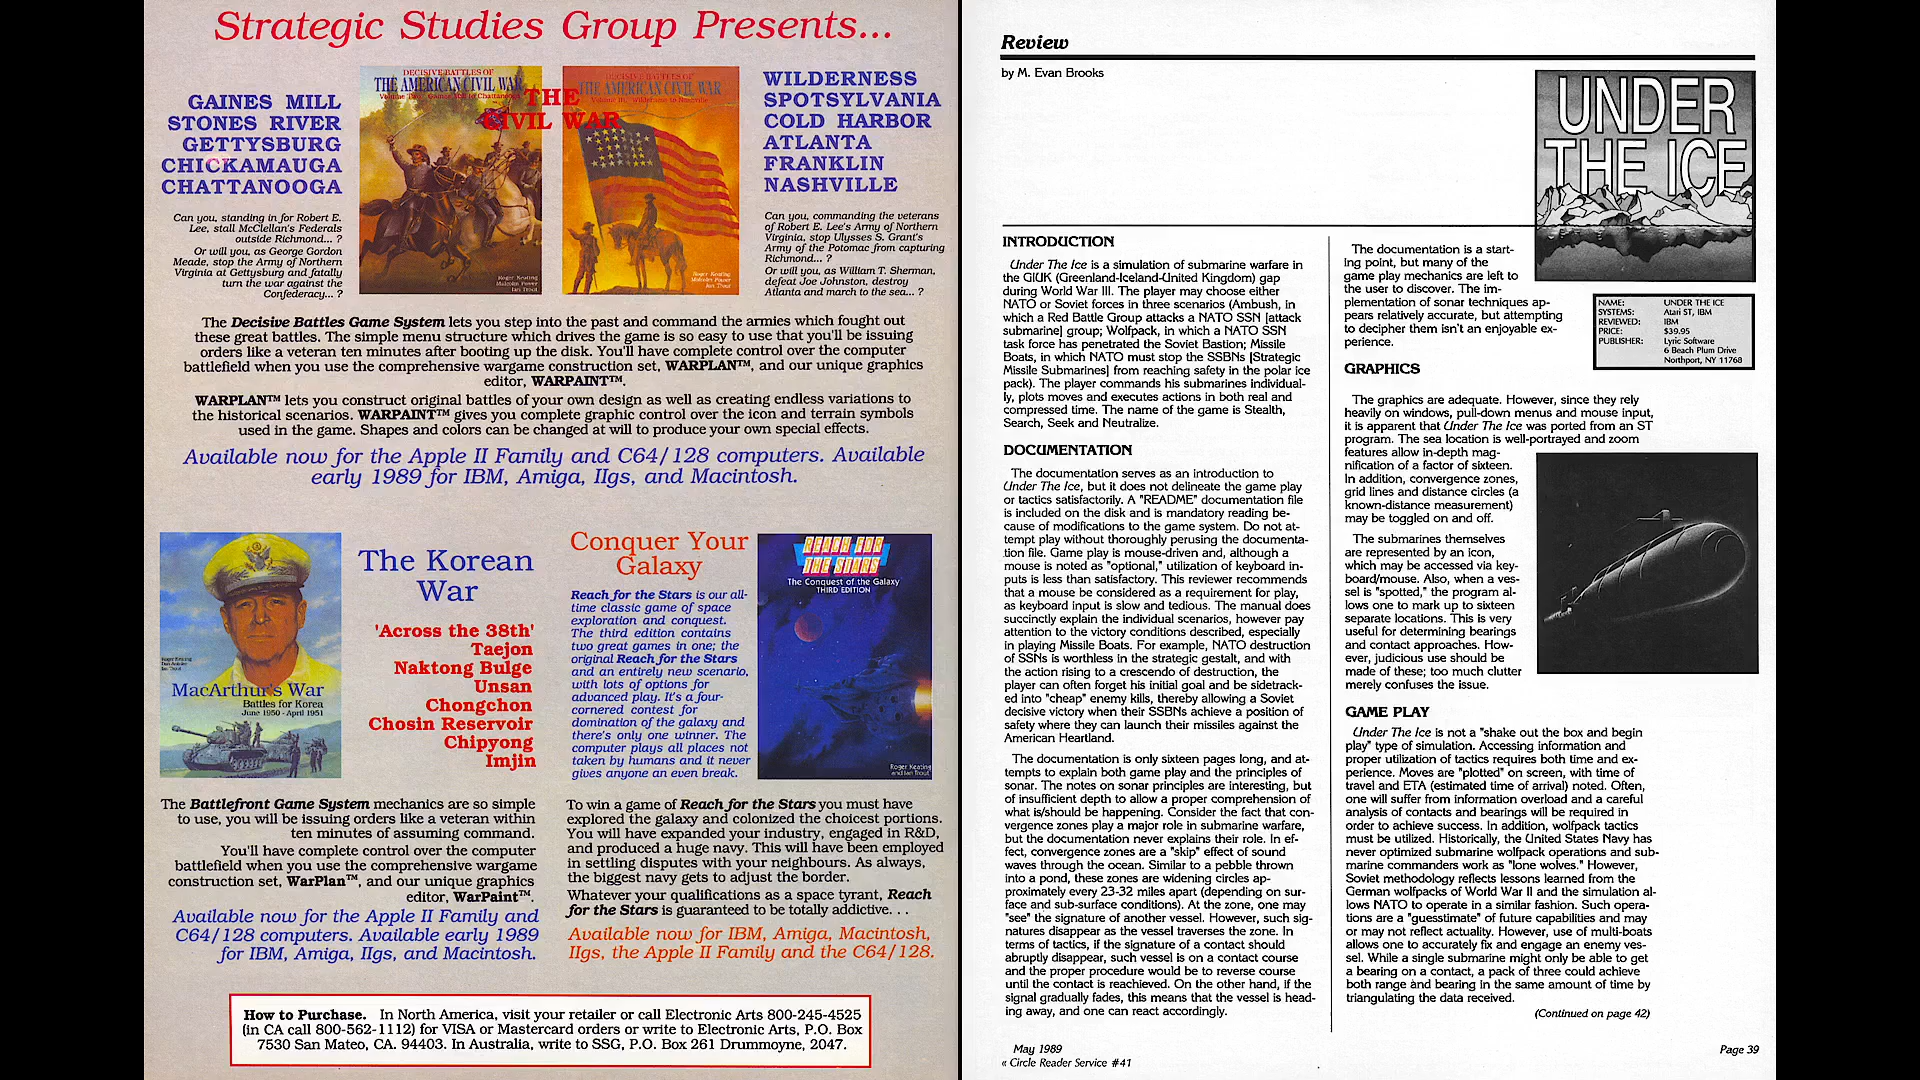 Strategic Studies Group Presents...
GAINES MILL
STONES RIVER
GETTYSBURG
CHICKAMAUGA
CHATTANOOGA
Can you, standing in for Robert E.
Lee, stall McClellan's Federals
outside Richmond... ?
Or will you, as George Gordon
Meade, stop the Army of Northern
Virginia at Gettysburg and fatally
turn the war against the
Confederacy... ?
DECISIVE BATTLES OF
THE AMERICAN CIVIL WAR
Volume Two: Gaines Mill to Chattanooga
Roger Keating
Malcolm Power
Ian Trout
THE
CIVIL WAR
DECISIVE BATTLES OF
THE AMERICAN CIVIL WAR
Volume III: Wilderness to Nashville
Roger Keating
Malcolm Power
Ian Trout
WILDERNESS
SPOTSYLVANIA
COLD HARBOR
ATLANTA
FRANKLIN
NASHVILLE
Can you, commanding the veterans
of Robert E. Lee's Army of Northern
Virginia, stop Ulysses S. Grant's
Army of the Potomac from capturing
Richmond... ?
Or will you, as William T. Sherman,
defeat Joe Johnston, destroy
Atlanta and march to the sea... ?
The Decisive Battles Game System lets you step into the past and command the armies which fought out
these great battles. The simple menu structure which drives the game is so easy to use that you'll be issuing
orders like a veteran ten minutes after booting up the disk. You'll have complete control over the computer
battlefield when you use the comprehensive wargame construction set, WARPLAN™, and our unique graphics
editor, WARPAINT™.
WARPLAN™ lets you construct original battles of your own design as well as creating endless variations to
the historical scenarios. WARPAINT™ gives you complete graphic control over the icon and terrain symbols
used in the game. Shapes and colors can be changed at will to produce your own special effects.
Available now for the Apple II Family and C64/128 computers. Available
early 1989 for IBM, Amiga, IIgs, and Macintosh.
Roger Keating
Ian Trout
MacArthur's War
Battles for Korea
June 1950 - April 1951
The Korean
War
'Across the 38th'
Taejon
Naktong Bulge
Unsan
Chongchon
Chosin Reservoir
Chipyong
Imjin
The Battlefront Game System mechanics are so simple
to use, you will be issuing orders like a veteran within
ten minutes of assuming command.
You'll have complete control over the computer
battlefield when you use the comprehensive wargame
construction set, WarPlan™, and our unique graphics
editor, WarPaint™.
Available now for the Apple II Family and
C64/128 computers. Available early 1989
for IBM, Amiga, IIgs, and Macintosh.
Conquer Your
Galaxy
Reach for the Stars is our all-
time classic game of space
exploration and conquest.
The third edition contains
two great games in one; the
original Reach for the Stars
and an entirely new scenario,
with lots of options for
advanced play. It's a four-
cornered contest for
domination of the galaxy and
there's only one winner. The
computer plays all places not
taken by humans and it never
gives anyone an even break.
REACH FOR
THE STARS
The Conquest of the Galaxy
THIRD EDITION
Roger Keating
and Ian Trout
To win a game of Reach for the Stars you must have
explored the galaxy and colonized the choicest portions.
You will have expanded your industry, engaged in R&D,
and produced a huge navy. This will have been employed
in settling disputes with your neighbours. As always,
the biggest navy gets to adjust the border.
Whatever your qualifications as a space tyrant, Reach
for the Stars is guaranteed to be totally addictive. . .
Available now for IBM, Amiga, Macintosh,
IIgs, the Apple II Family and the C64/128.
How to Purchase. In North America, visit your retailer or call Electronic Arts 800-245-4525
(in CA call 800-562-1112) for VISA or Mastercard orders or write to Electronic Arts, P.O. Box
7530 San Mateo, CA. 94403. In Australia, write to SSG, P.O. Box 261 Drummoyne, 2047.
Review
by M. Evan Brooks
UNDER
THE ICE
INTRODUCTION
Under The Ice is a simulation of submarine warfare in
the GIUK (Greenland-Iceland-United Kingdom) gap
during World War III. The player may choose either
NATO or Soviet forces in three scenarios (Ambush, in
which a Red Battle Group attacks a NATO SSN [attack
submarine] group; Wolfpack, in which a NATO SSN
task force has penetrated the Soviet Bastion; Missile
Boats, in which NATO must stop the SSBNs [Strategic
Missile Submarines] from reaching safety in the polar ice
pack). The player commands his submarines individual-
ly, plots moves and executes actions in both real and
compressed time. The name of the game is Stealth,
Search, Seek and Neutralize.
DOCUMENTATION
The documentation serves as an introduction to
Under The Ice, but it does not delineate the game play
or tactics satisfactorily. A "README" documentation file
is included on the disk and is mandatory reading be-
cause of modifications to the game system. Do not at-
tempt play without thoroughly perusing the documenta-
tion file. Game play is mouse-driven and, although a
mouse is noted as "optional," utilization of keyboard in-
puts is less than satisfactory. This reviewer recommends
that a mouse be considered as a requirement for play,
as keyboard input is slow and tedious. The manual does
succinctly explain the individual scenarios, however pay
attention to the victory conditions described, especially
in playing Missile Boats. For example, NATO destruction
of SSNs is worthless in the strategic gestalt, and with
the action rising to a crescendo of destruction, the
player can often forget his initial goal and be sidetrack-
ed into "cheap" enemy kills, thereby allowing a Soviet
decisive victory when their SSBNs achieve a position of
safety where they can launch their missiles against the
American Heartland.
The documentation is only sixteen pages long, and at-
tempts to explain both game play and the principles of
sonar. The notes on sonar principles are interesting, but
of insufficient depth to allow a proper comprehension of
what is/should be happening. Consider the fact that con-
vergence zones play a major role in submarine warfare,
but the documentation never explains their role. In ef-
fect, convergence zones are a "skip" effect of sound
waves through the ocean. Similar to a pebble thrown
into a pond, these zones are widening circles ap-
proximately every 23-32 miles apart (depending on sur-
face and sub-surface conditions). At the zone, one may
"see" the signature of another vessel. However, such sig-
natures disappear as the vessel traverses the zone. In
terms of tactics, if the signature of a contact should
abruptly disappear, such vessel is on a contact course
and the proper procedure would be to reverse course
until the contact is reachieved. On the other hand, if the
signal gradually fades, this means that the vessel is head-
ing away, and one can react accordingly.
The documentation is a start-
ing point, but many of the
game play mechanics are left to
the user to discover. The im-
plementation of sonar techniques ap-
pears relatively accurate, but attempting
to decipher them isn't an enjoyable ex-
perience.
NAME: UNDER THE ICE
SYSTEMS: Atari ST, IBM
REVIEWED: IBM
PRICE: $39.95
PUBLISHER: Lyric Software
6 Beach Plum Drive
Northport, NY 11768
GRAPHICS
The graphics are adequate. However, since they rely
heavily on windows, pull-down menus and mouse input,
it is apparent that Under The Ice was ported from an ST
program. The sea location is well-portrayed and zoom
features allow in-depth mag-
nification of a factor of sixteen.
In addition, convergence zones,
grid lines and distance circles (a
known-distance measurement)
may be toggled on and off.
The submarines themselves
are represented by an icon,
which may be accessed via key-
board/mouse. Also, when a ves-
sel is "spotted," the program al-
lows one to mark up to sixteen
separate locations. This is very
useful for determining bearings
and contact approaches. How-
ever, judicious use should be
made of these; too much clutter
merely confuses the issue.
GAME PLAY
Under The Ice is not a "shake out the box and begin
play" type of simulation. Accessing information and
proper utilization of tactics requires both time and ex-
perience. Moves are "plotted" on screen, with time of
travel and ETA (estimated time of arrival) noted. Often,
one will suffer from information overload and a careful
analysis of contacts and bearings will be required in
order to achieve success. In addition, wolfpack tactics
must be utilized. Historically, the United States Navy has
never optimized submarine wolfpack operations and sub-
marine commanders work as "lone wolves." However,
Soviet methodology reflects lessons learned from the
German wolfpacks of World War II and the simulation al-
lows NATO to operate in a similar fashion. Such opera-
tions are a "guesstimate" of future capabilities and may
or may not reflect actuality. However, use of multi-boats
allows one to accurately fix and engage an enemy ves-
sel. While a single submarine might only be able to get
a bearing on a contact, a pack of three could achieve
both range and bearing in the same amount of time by
triangulating the data received.
(Continued on page 42)
May 1989
« Circle Reader Service #41
Page 39